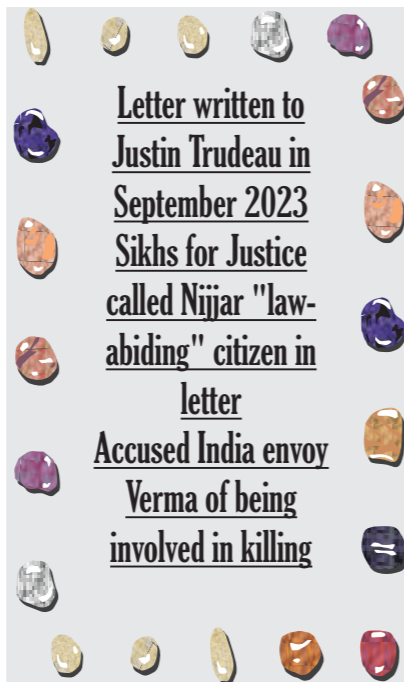 Letter written to
Justin Trudeau in
September 2023
Sikhs for Justice
called Nijjar "law-
abiding" citizen in
letter
Accused India envoy
Verma of being
involved in killing